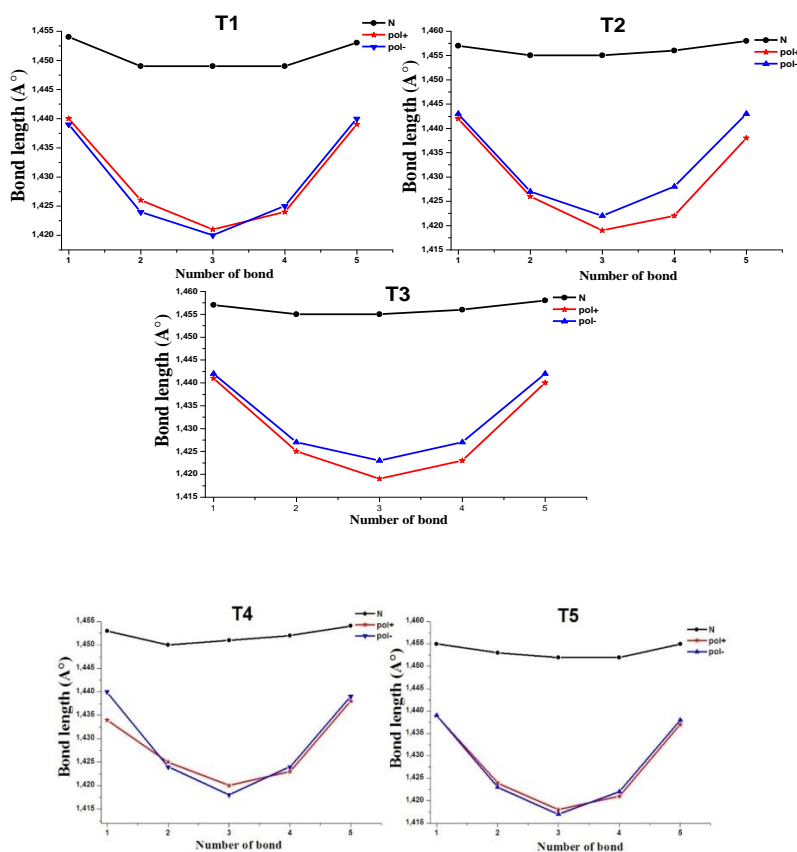 T1
N
pol+
pol-
Bond length (A°)
1,455
1,450
1,445
1,440
1,435
1,430
1,425
1,420
1 2 3 4 5
Number of bond
T2
N
pol+
pol-
Bond length (A°)
1,460
1,455
1,450
1,445
1,440
1,435
1,430
1,425
1,420
1,415
1 2 3 4 5
Number of bond
T3
N
pol+
pol-
Bond length (A°)
1,460
1,455
1,450
1,445
1,440
1,435
1,430
1,425
1,420
1,415
1 2 3 4 5
Number of bond
T4
N
pol+
pol-
Bond length (A°)
1,455
1,450
1,445
1,440
1,435
1,430
1,425
1,420
1,415
1 2 3 4 5
Number of bond
T5
N
pol+
pol-
Bond length (A°)
1,460
1,455
1,450
1,445
1,440
1,435
1,430
1,425
1,420
1,415
1 2 3 4 5
Number of bond